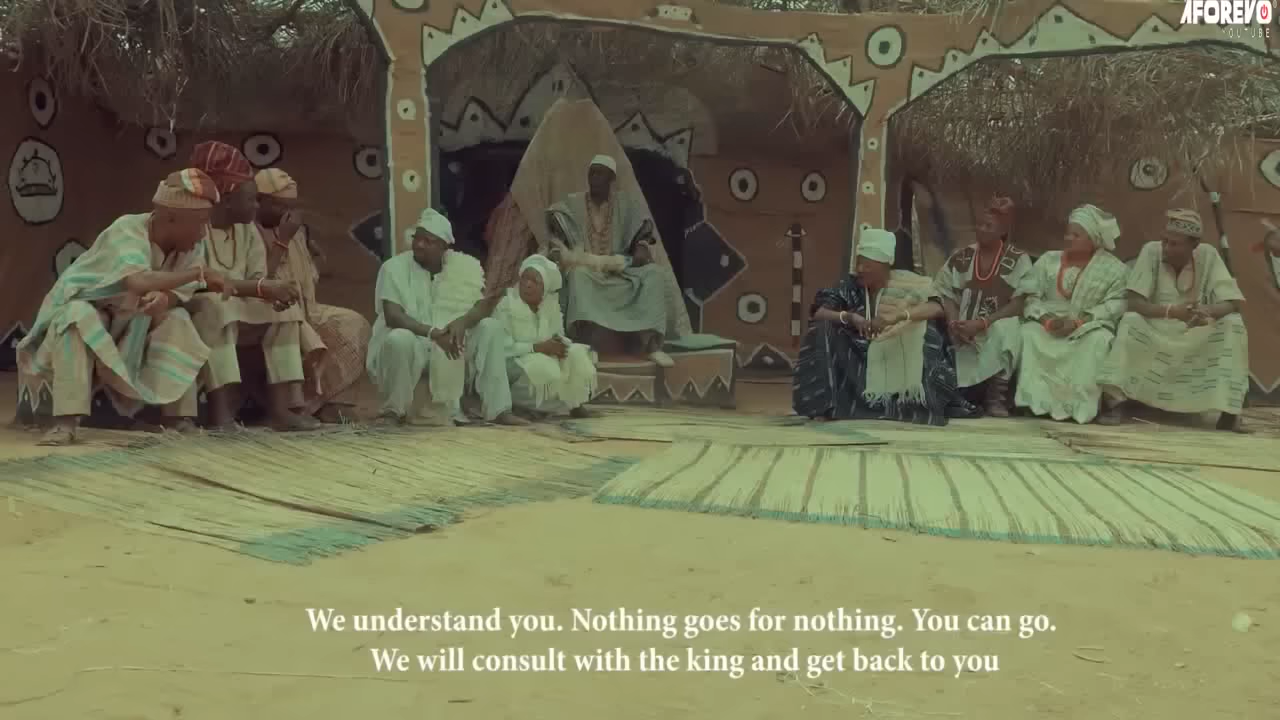 AFOREVO
YOUTUBE
We understand you. Nothing goes for nothing. You can go.
We will consult with the king and get back to you